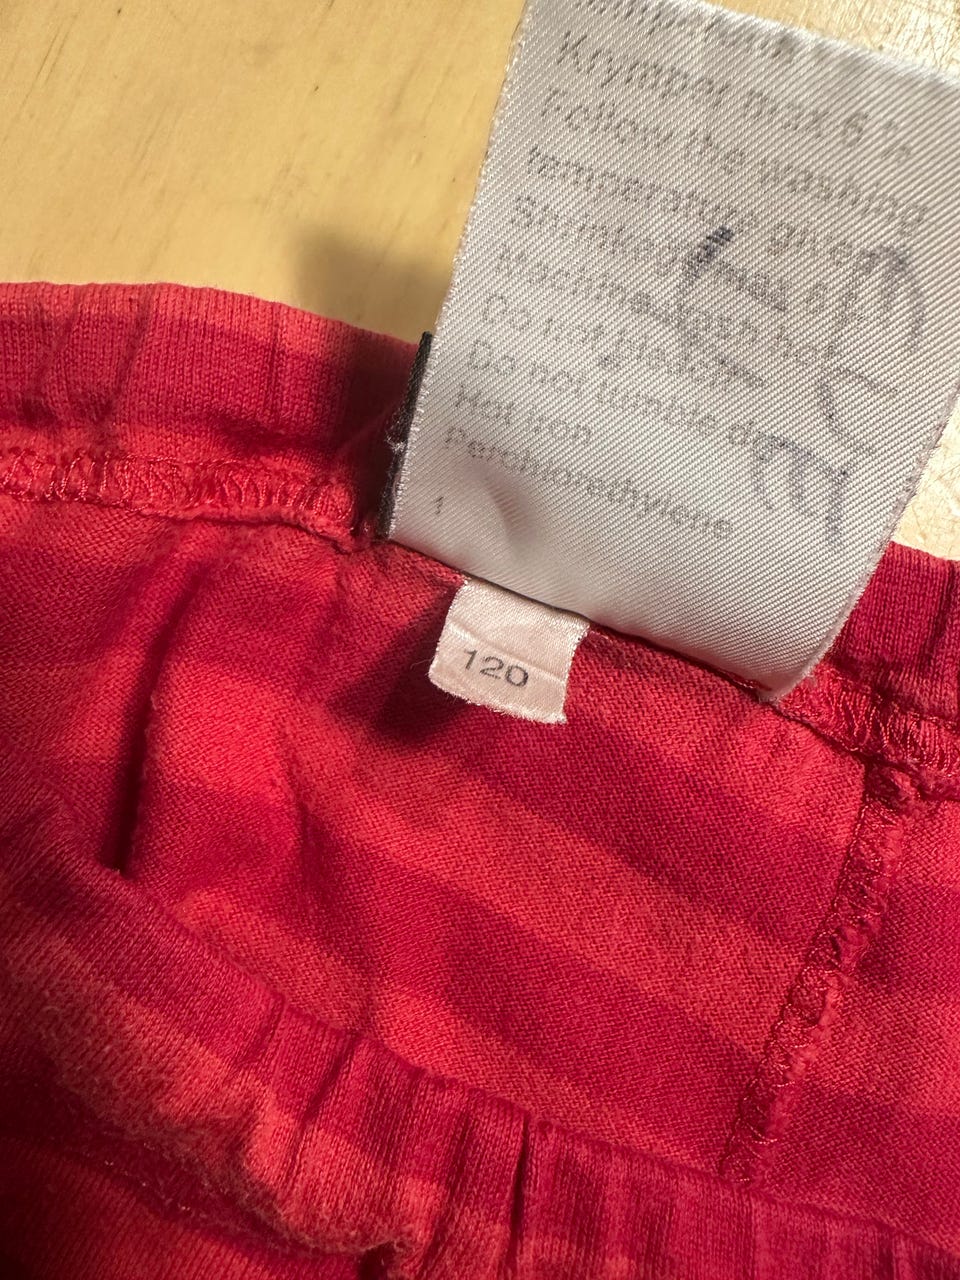 Krymper max 6 %
Follow the washing
temperature given
Shrinkage max 6 %
Machine wash hot
Do not bleach
Do not tumble dry
Hot iron
Perchlorethylene
1
120